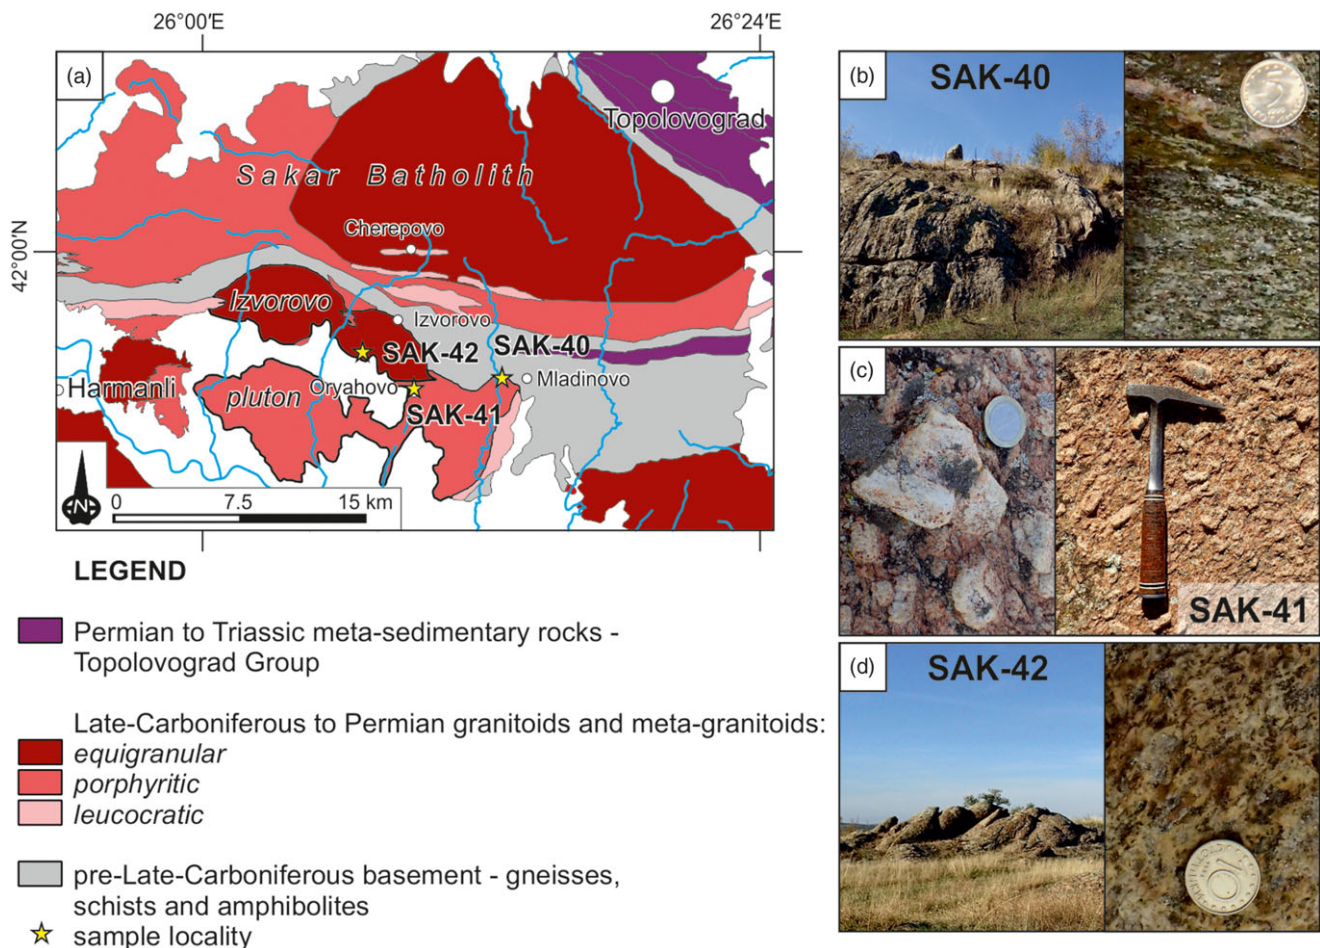 26°00′E
26°24′E
42°00′N
(a)
Topolovograd
Sakar Batholith
Cherepovo
Izvorovo
Izvorovo
SAK-42
SAK-40
Oryahovo
Mladinovo
Harmanli
pluton
SAK-41
N
0 7.5 15 km
LEGEND
Permian to Triassic meta-sedimentary rocks -
Topolovograd Group
Late-Carboniferous to Permian granitoids and meta-granitoids:
equigranular
porphyritic
leucocratic
pre-Late-Carboniferous basement - gneisses,
schists and amphibolites
sample locality
(b)
SAK-40
5
(c)
SAK-41
(d)
SAK-42
10